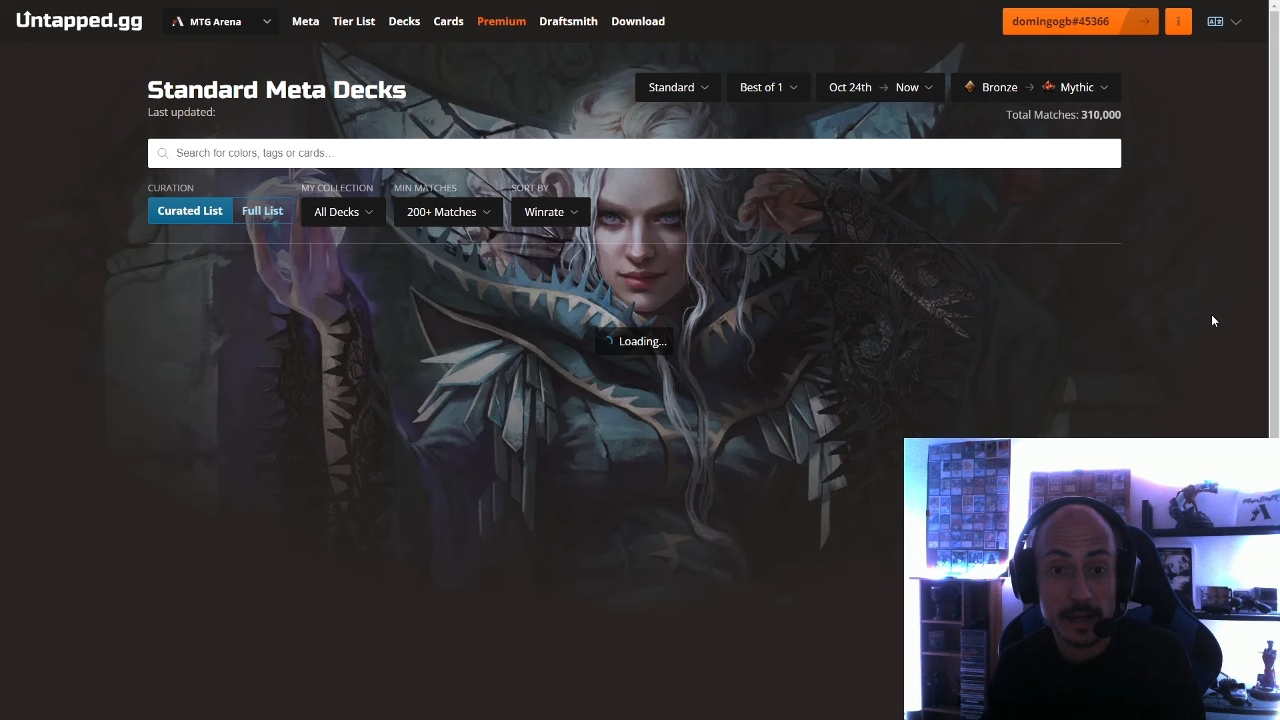 Untapped.gg MTG Arena Meta Tier List Decks Cards Premium Draftsmith Download domingogb#45366
Standard Meta Decks
Standard Best of 1 Oct 24th → Now Bronze → Mythic
Last updated:
Total Matches: 310,000
Search for colors, tags or cards...
CURATION MY COLLECTION MIN MATCHES SORT BY
Curated List Full List All Decks 200+ Matches Winrate
Loading...